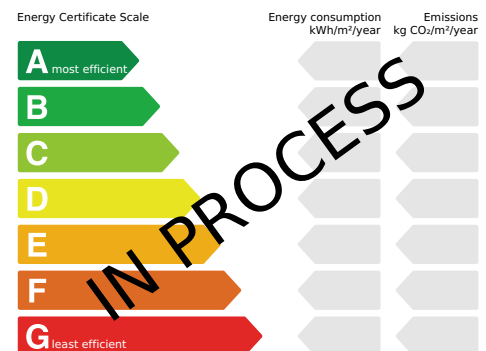 Energy Certificate Scale
Energy consumption
kWh/m²/year
Emissions
kg CO₂/m²/year
A most efficient
B
C
D
E
F
G least efficient
IN PROCESS